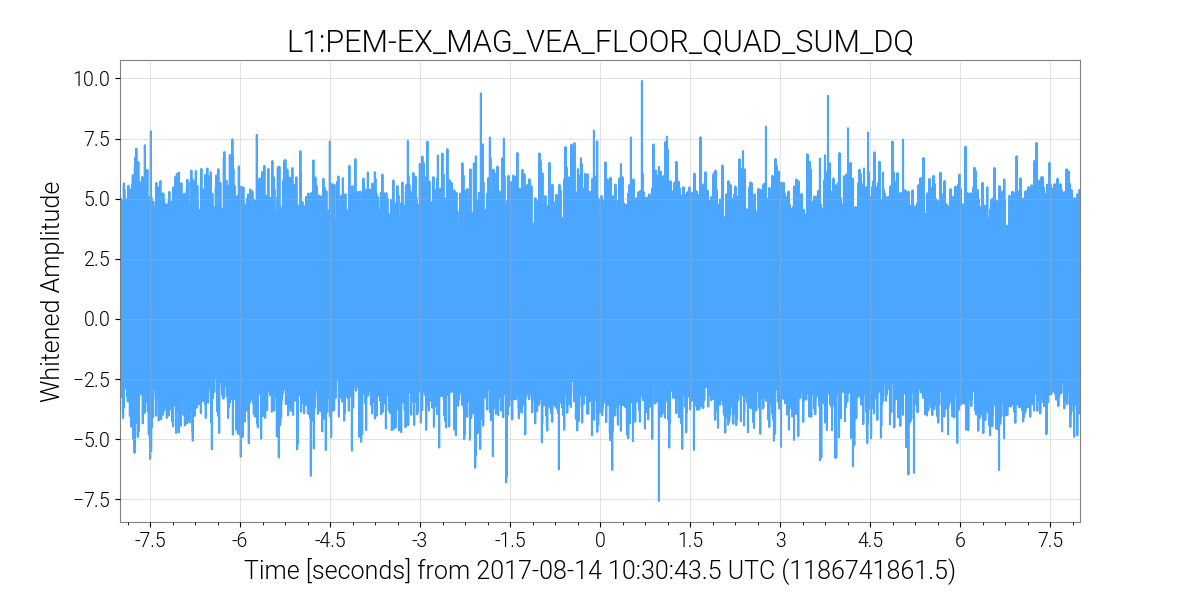 L1:PEM-EX_MAG_VEA_FLOOR_QUAD_SUM_DQ
Whitened Amplitude
10.0
7.5
5.0
2.5
0.0
−2.5
−5.0
−7.5
-7.5 -6 -4.5 -3 -1.5 0 1.5 3 4.5 6 7.5
Time [seconds] from 2017-08-14 10:30:43.5 UTC (1186741861.5)